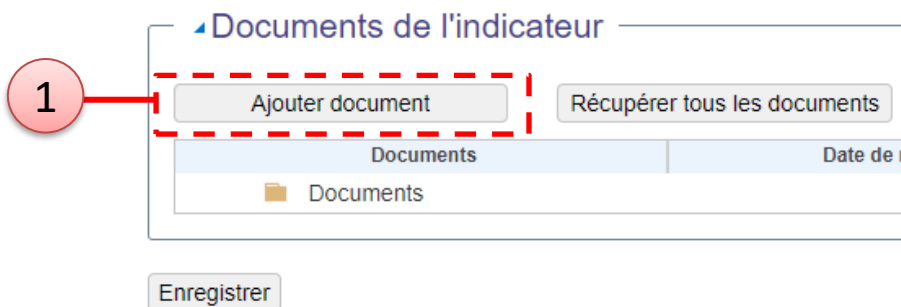 Documents de l'indicateur
1
Ajouter document Récupérer tous les documents
Documents Date de
Documents
Enregistrer